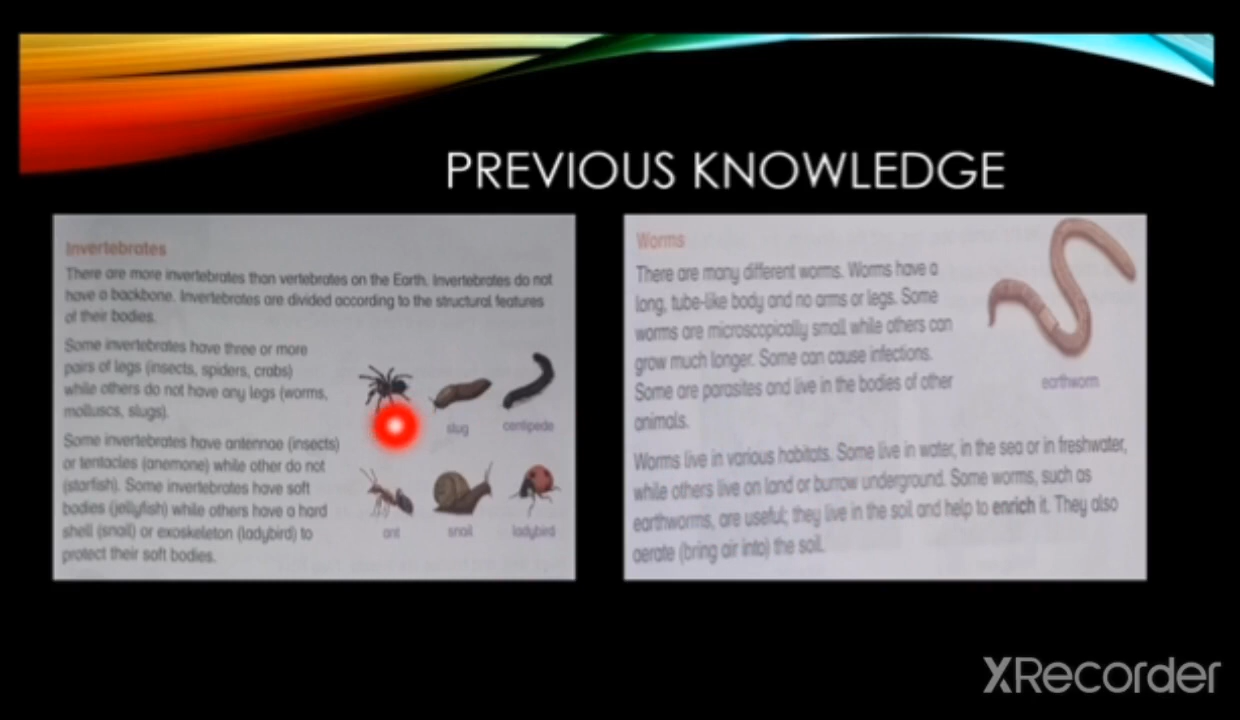 PREVIOUS KNOWLEDGE
Invertebrates
There are more invertebrates than vertebrates on the Earth. Invertebrates do not
have a backbone. Invertebrates are divided according to the structural features
of their bodies.
Some invertebrates have three or more
pairs of legs (insects, spiders, crabs)
while others do not have any legs (worms,
molluscs, slugs).
slug
centipede
Some invertebrates have antennae (insects)
or tentacles (anemone) while other do not
(starfish). Some invertebrates have soft
bodies (jellyfish) while others have a hard
shell (snail) or exoskeleton (ladybird) to
protect their soft bodies.
ant
snail
ladybird
Worms
There are many different worms. Worms have a
long, tube-like body and no arms or legs. Some
worms are microscopically small while others can
grow much longer. Some can cause infections.
Some are parasites and live in the bodies of other
animals.
earthworm
Worms live in various habitats. Some live in water, in the sea or in freshwater,
while others live on land or burrow underground. Some worms, such as
earthworms, are useful; they live in the soil and help to enrich it. They also
aerate (bring air into) the soil.
XRecorder